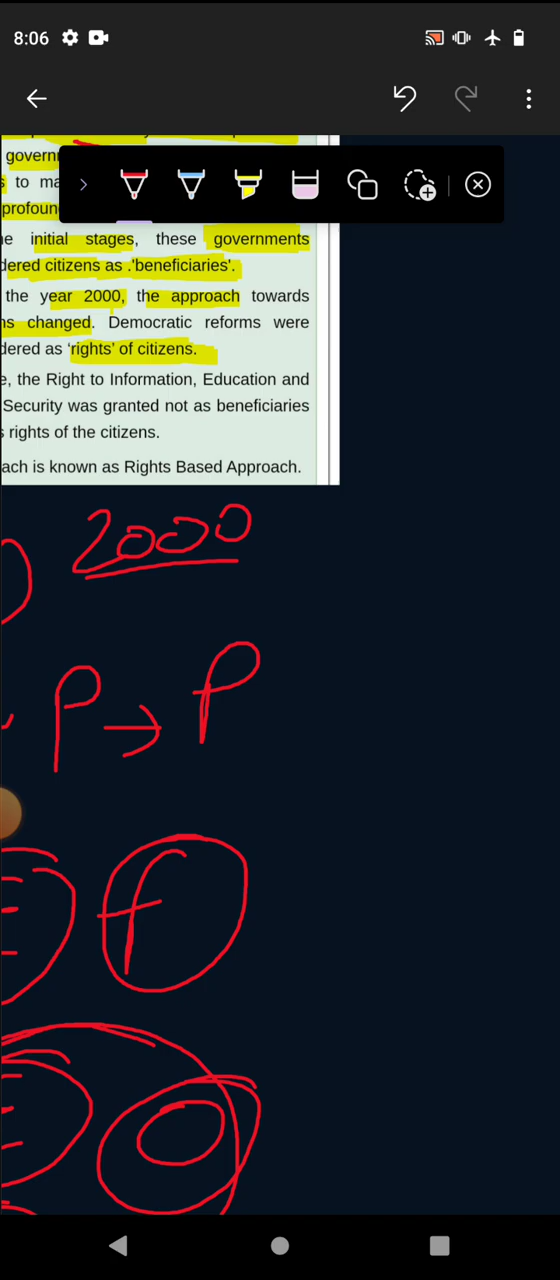 8:06
governm
s to ma
profoun
ne initial stages, these governments
dered citizens as .'beneficiaries'.
the year 2000, the approach towards
ns changed. Democratic reforms were
dered as ‘rights’ of citizens.
e, the Right to Information, Education and
Security was granted not as beneficiaries
s rights of the citizens.
ach is known as Rights Based Approach.
2000
P → P
E f
E O